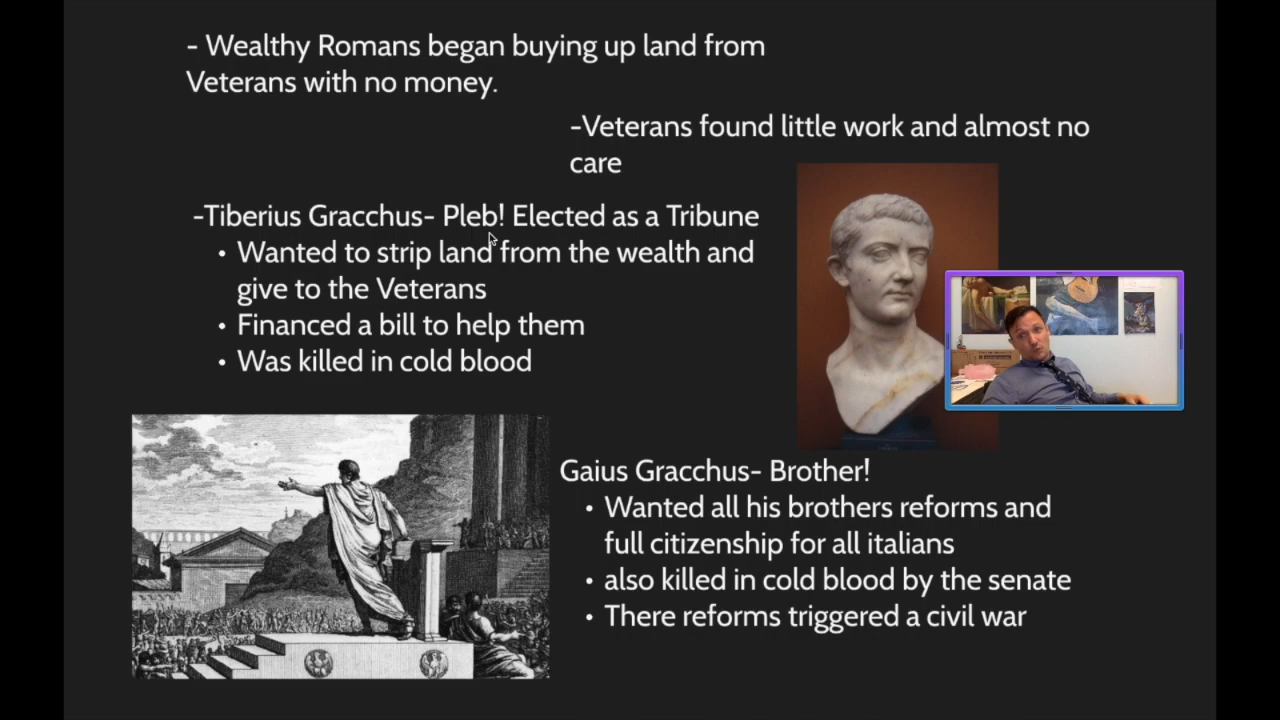 - Wealthy Romans began buying up land from
Veterans with no money.
-Veterans found little work and almost no
care
-Tiberius Gracchus- Pleb! Elected as a Tribune
• Wanted to strip land from the wealth and
give to the Veterans
• Financed a bill to help them
• Was killed in cold blood
Gaius Gracchus- Brother!
• Wanted all his brothers reforms and
full citizenship for all italians
• also killed in cold blood by the senate
• There reforms triggered a civil war